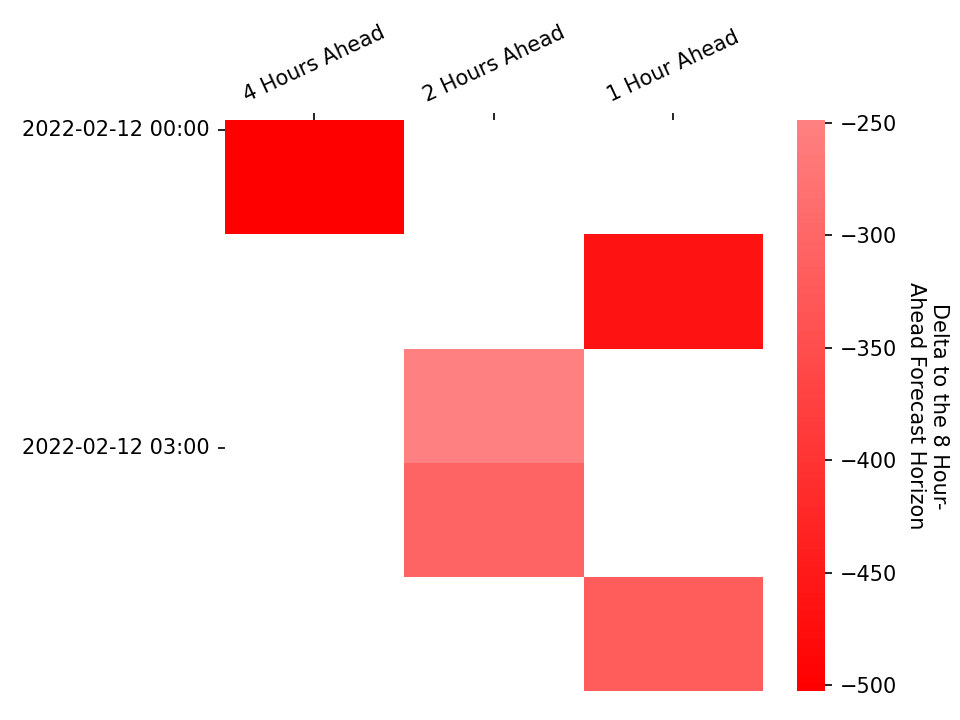 4 Hours Ahead
2 Hours Ahead
1 Hour Ahead
2022-02-12 00:00
2022-02-12 03:00
−250
−300
−350
−400
−450
−500
Delta to the 8 Hour-
Ahead Forecast Horizon